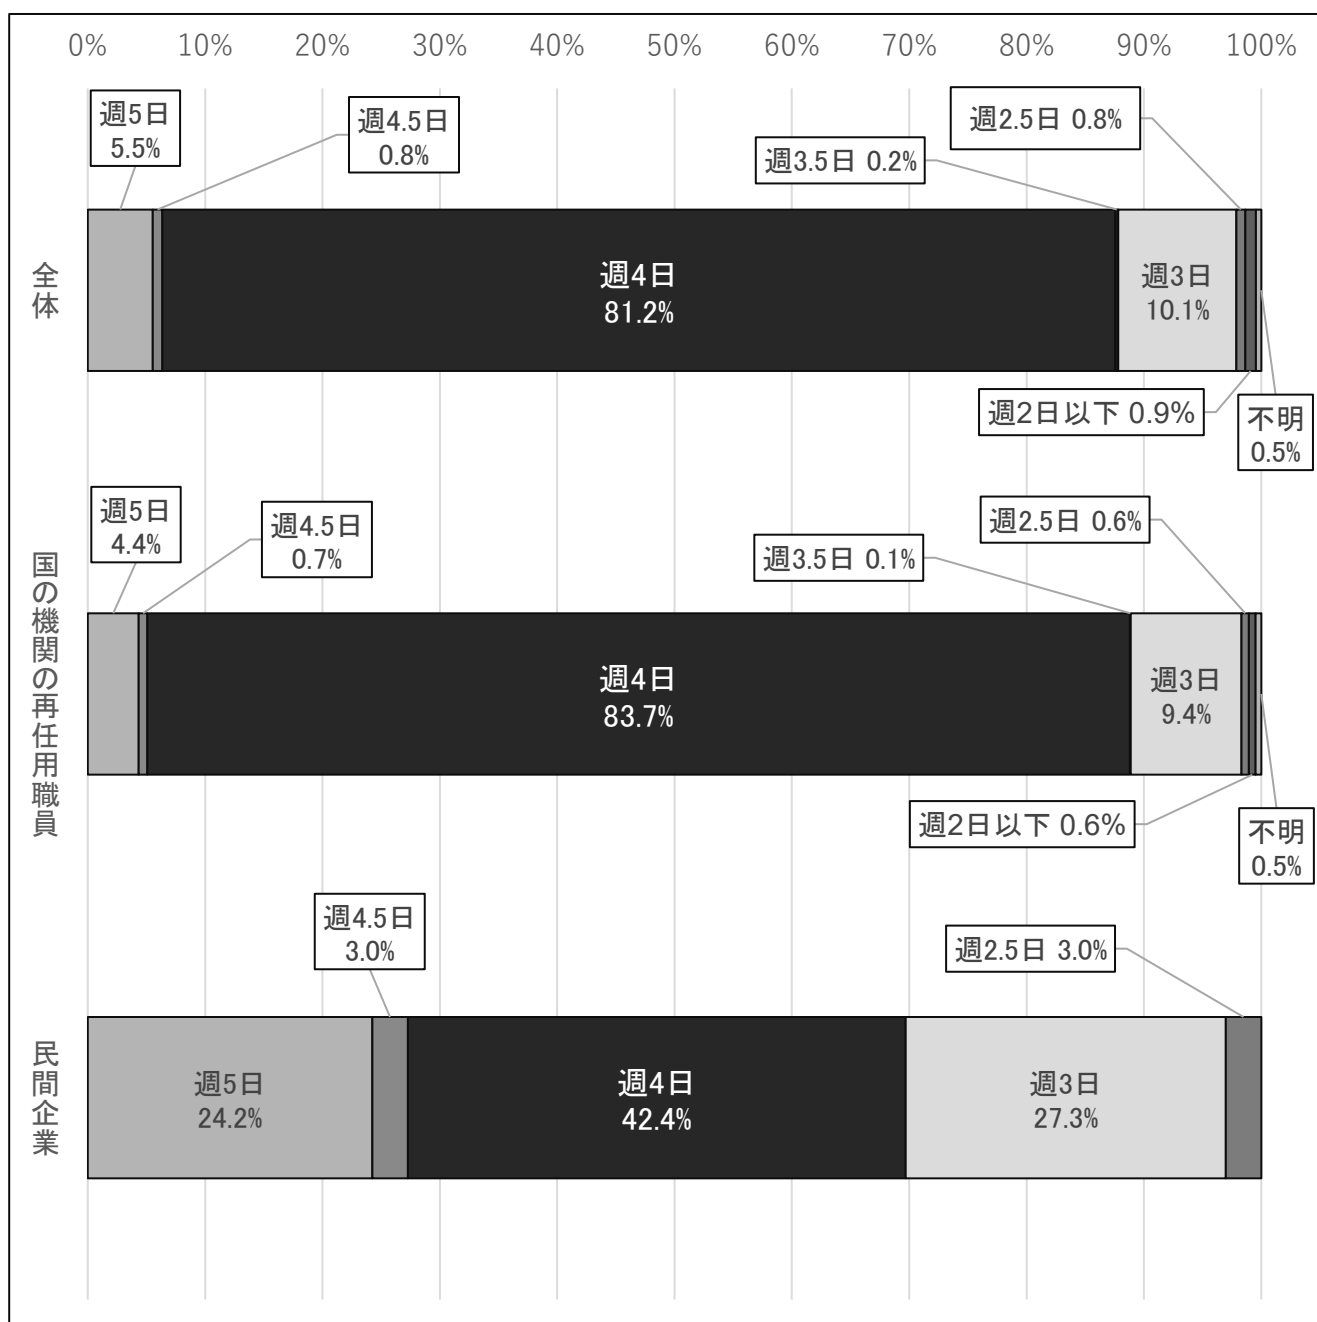 0% 10% 20% 30% 40% 50% 60% 70% 80% 90% 100%
全体
週5日
5.5%
週4.5日
0.8%
週4日
81.2%
週3.5日 0.2%
週3日
10.1%
週2.5日 0.8%
週2日以下 0.9%
不明
0.5%
国の機関の再任用職員
週5日
4.4%
週4.5日
0.7%
週4日
83.7%
週3.5日 0.1%
週3日
9.4%
週2.5日 0.6%
週2日以下 0.6%
不明
0.5%
民間企業
週5日
24.2%
週4.5日
3.0%
週4日
42.4%
週3日
27.3%
週2.5日 3.0%